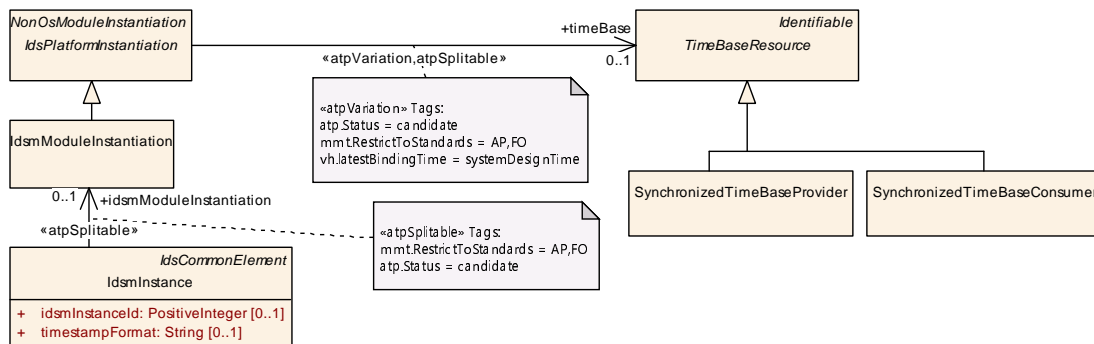 NonOsModuleInstantiation
IdsPlatformInstantiation
+timeBase
0..1
«atpVariation,atpSplitable»
Identifiable
TimeBaseResource
«atpVariation» Tags:
atp.Status = candidate
mmt.RestrictToStandards = AP,FO
vh.latestBindingTime = systemDesignTime
IdsmModuleInstantiation
0..1
+idsmModuleInstantiation
«atpSplitable»
SynchronizedTimeBaseProvider
SynchronizedTimeBaseConsumer
«atpSplitable» Tags:
mmt.RestrictToStandards = AP,FO
atp.Status = candidate
IdsCommonElement
IdsmInstance
+ idsmInstanceId: PositiveInteger [0..1]
+ timestampFormat: String [0..1]